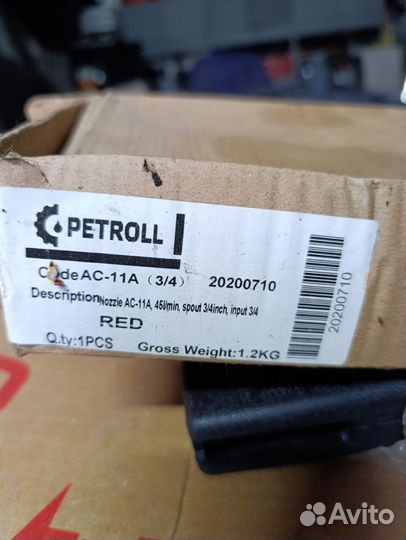 PETROLL
Code AC-11A (3/4) 20200710
Description Nozzle AC-11A, 45l/min, spout 3/4inch, input 3/4
RED
Q.ty:1PCS Gross Weight:1.2KG
20200710
Avito